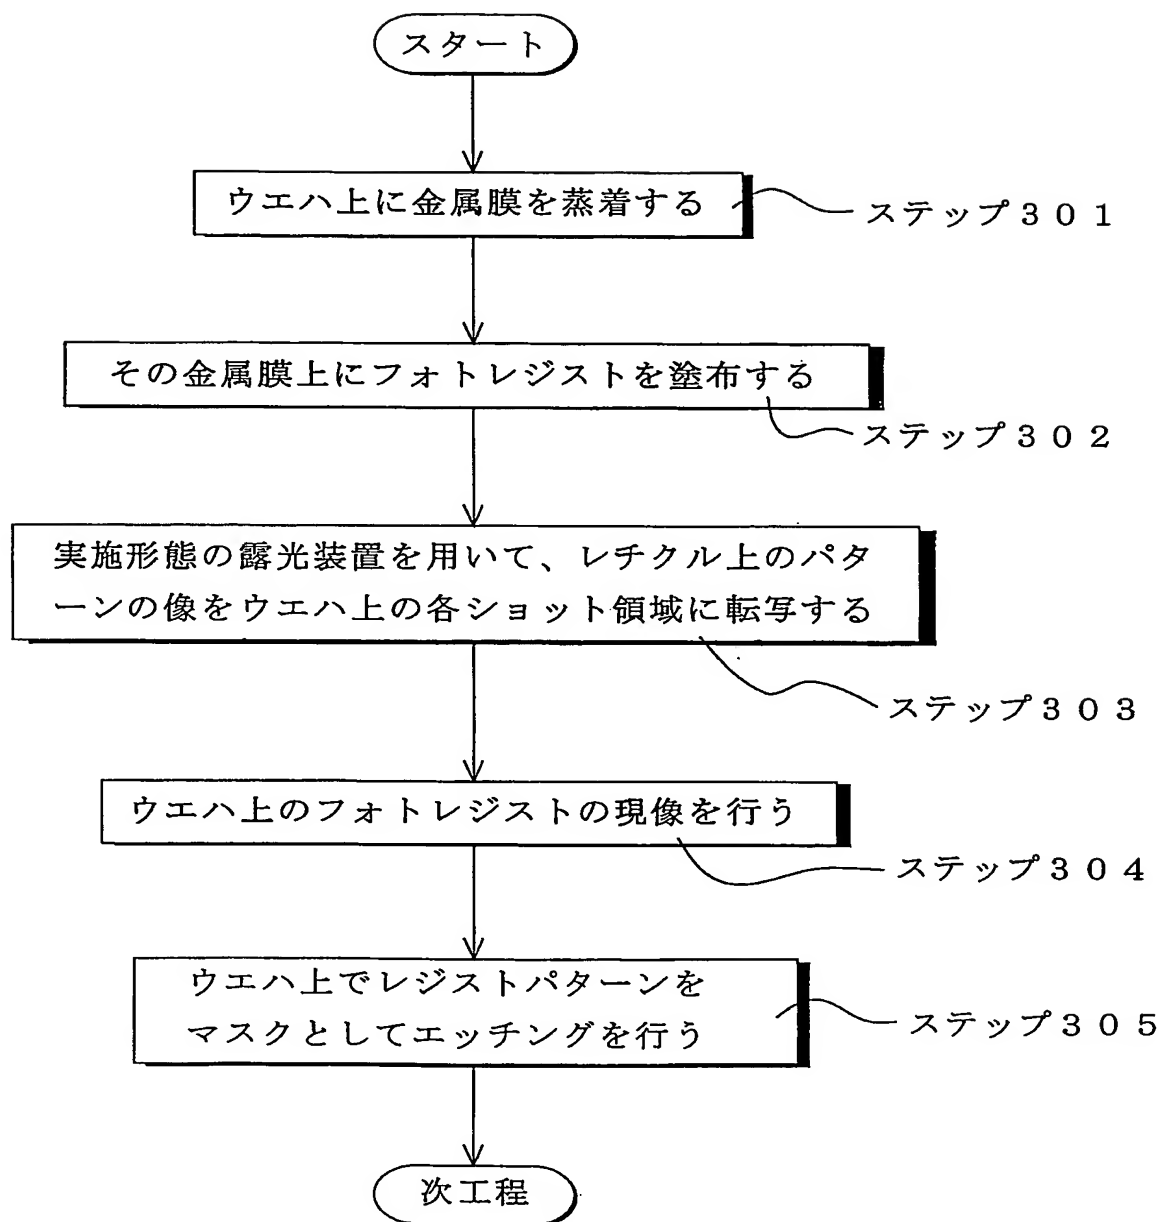 スタート
ウエハ上に金属膜を蒸着する
ステップ３０１
その金属膜上にフォトレジストを塗布する
ステップ３０２
実施形態の露光装置を用いて、レチクル上のパタ
ーンの像をウエハ上の各ショット領域に転写する
ステップ３０３
ウエハ上のフォトレジストの現像を行う
ステップ３０４
ウエハ上でレジストパターンを
マスクとしてエッチングを行う
ステップ３０５
次工程